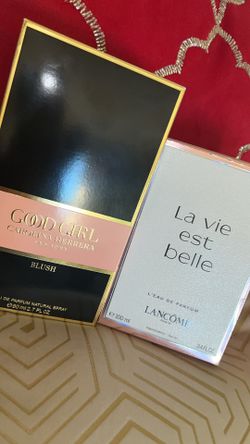 GOOD GIRL
CAROLINA HERRERA
NEW YORK
BLUSH
DE PARFUM NATURAL SPRAY
80 ml 2.7 FL. OZ.
La vie
est
belle
L'EAU DE PARFUM
LANCÔME
℮ 100 ml
3.4 FL.OZ